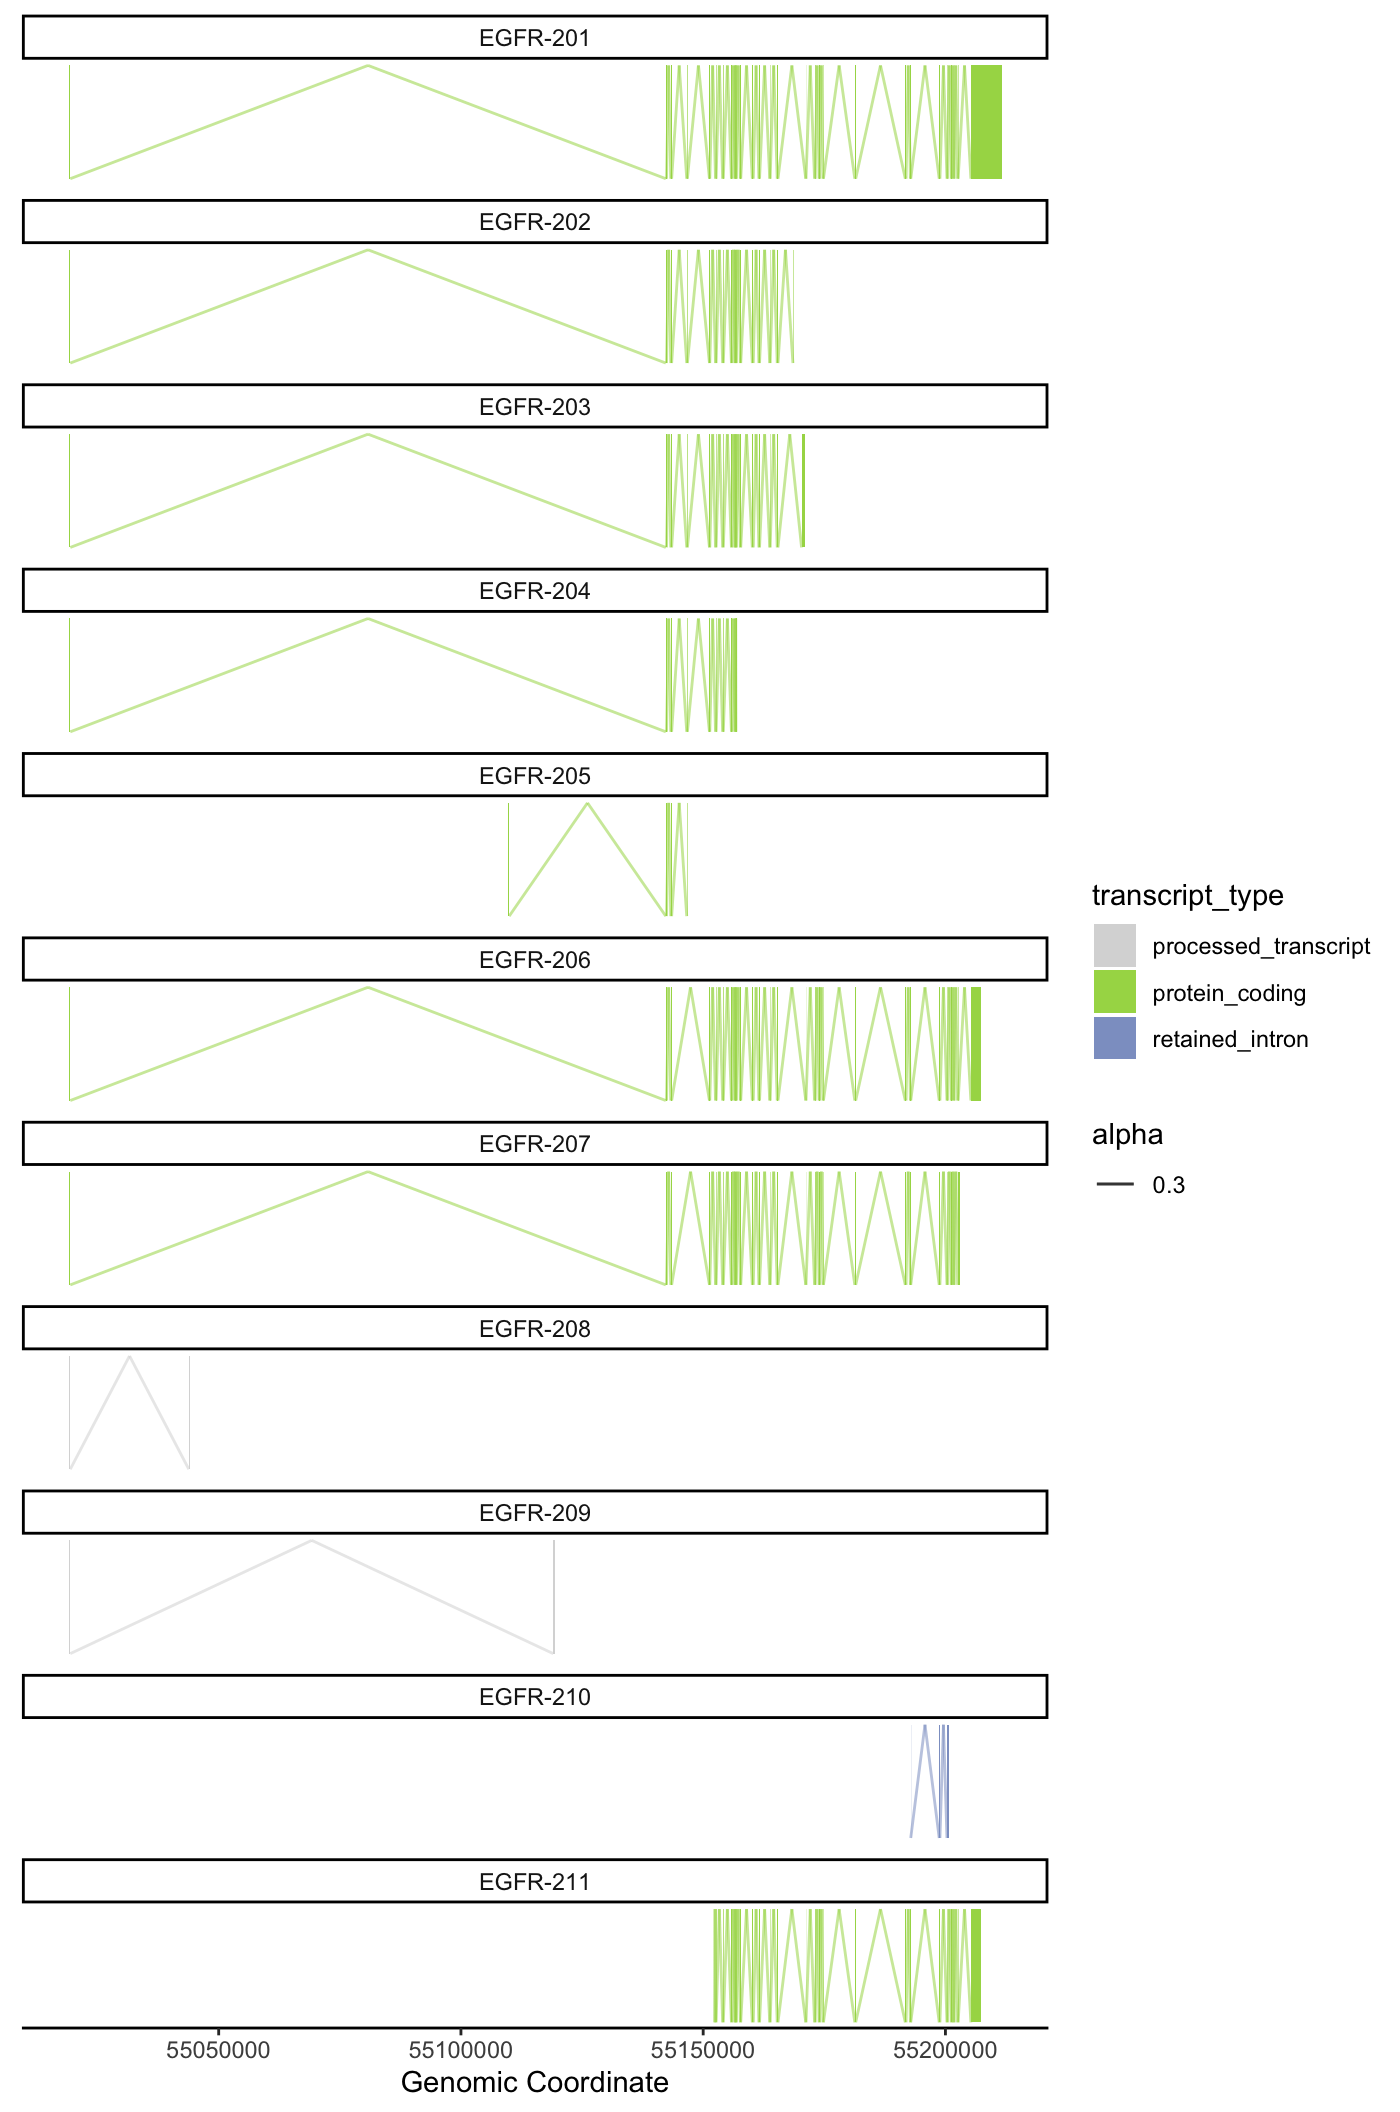 EGFR-201
EGFR-202
EGFR-203
EGFR-204
EGFR-205
EGFR-206
EGFR-207
EGFR-208
EGFR-209
EGFR-210
EGFR-211
55050000 55100000 55150000 55200000
Genomic Coordinate
transcript_type
processed_transcript
protein_coding
retained_intron
alpha
0.3